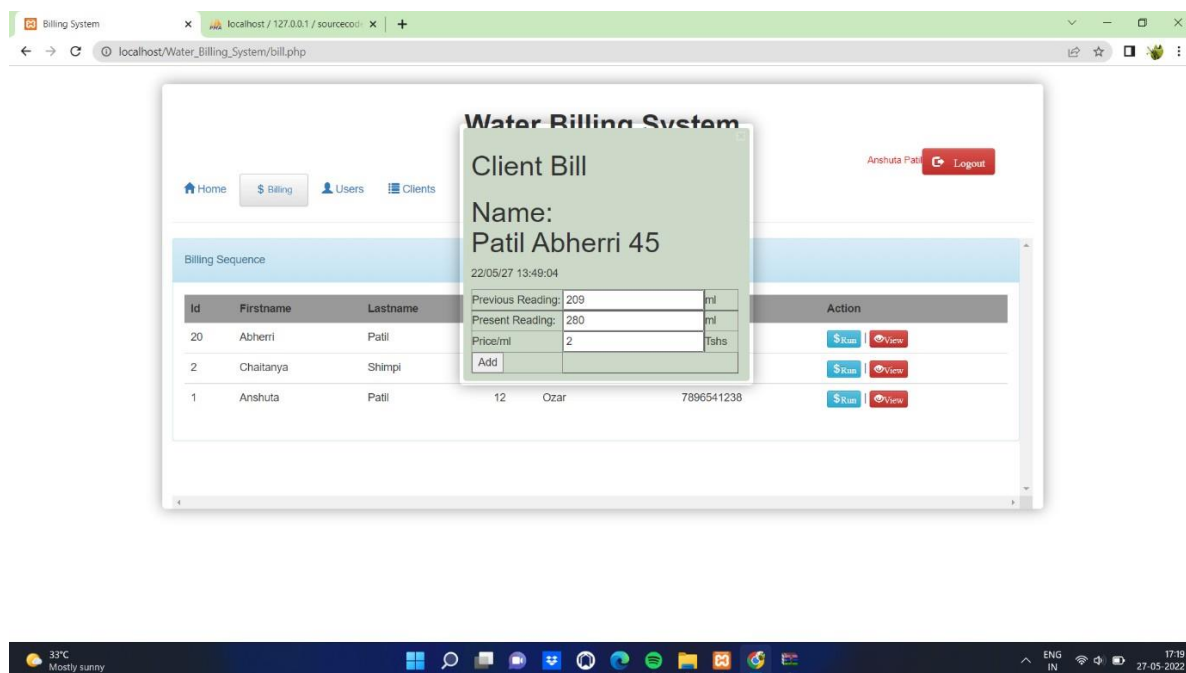 Billing System
localhost / 127.0.0.1 / sourcecod
localhost/Water_Billing_System/bill.php
Water Billing System
Anshuta Patil Logout
Home $ Billing Users Clients
Client Bill
Name:
Patil Abherri 45
22/05/27 13:49:04
Previous Reading: 209 ml
Present Reading: 280 ml
Price/ml 2 Tshs
Add
Billing Sequence
Id Firstname Lastname Action
20 Abherri Patil $Run | View
2 Chaitanya Shimpi $Run | View
1 Anshuta Patil 12 Ozar 7896541238 $Run | View
33°C
Mostly sunny
ENG
IN
17:19
27-05-2022